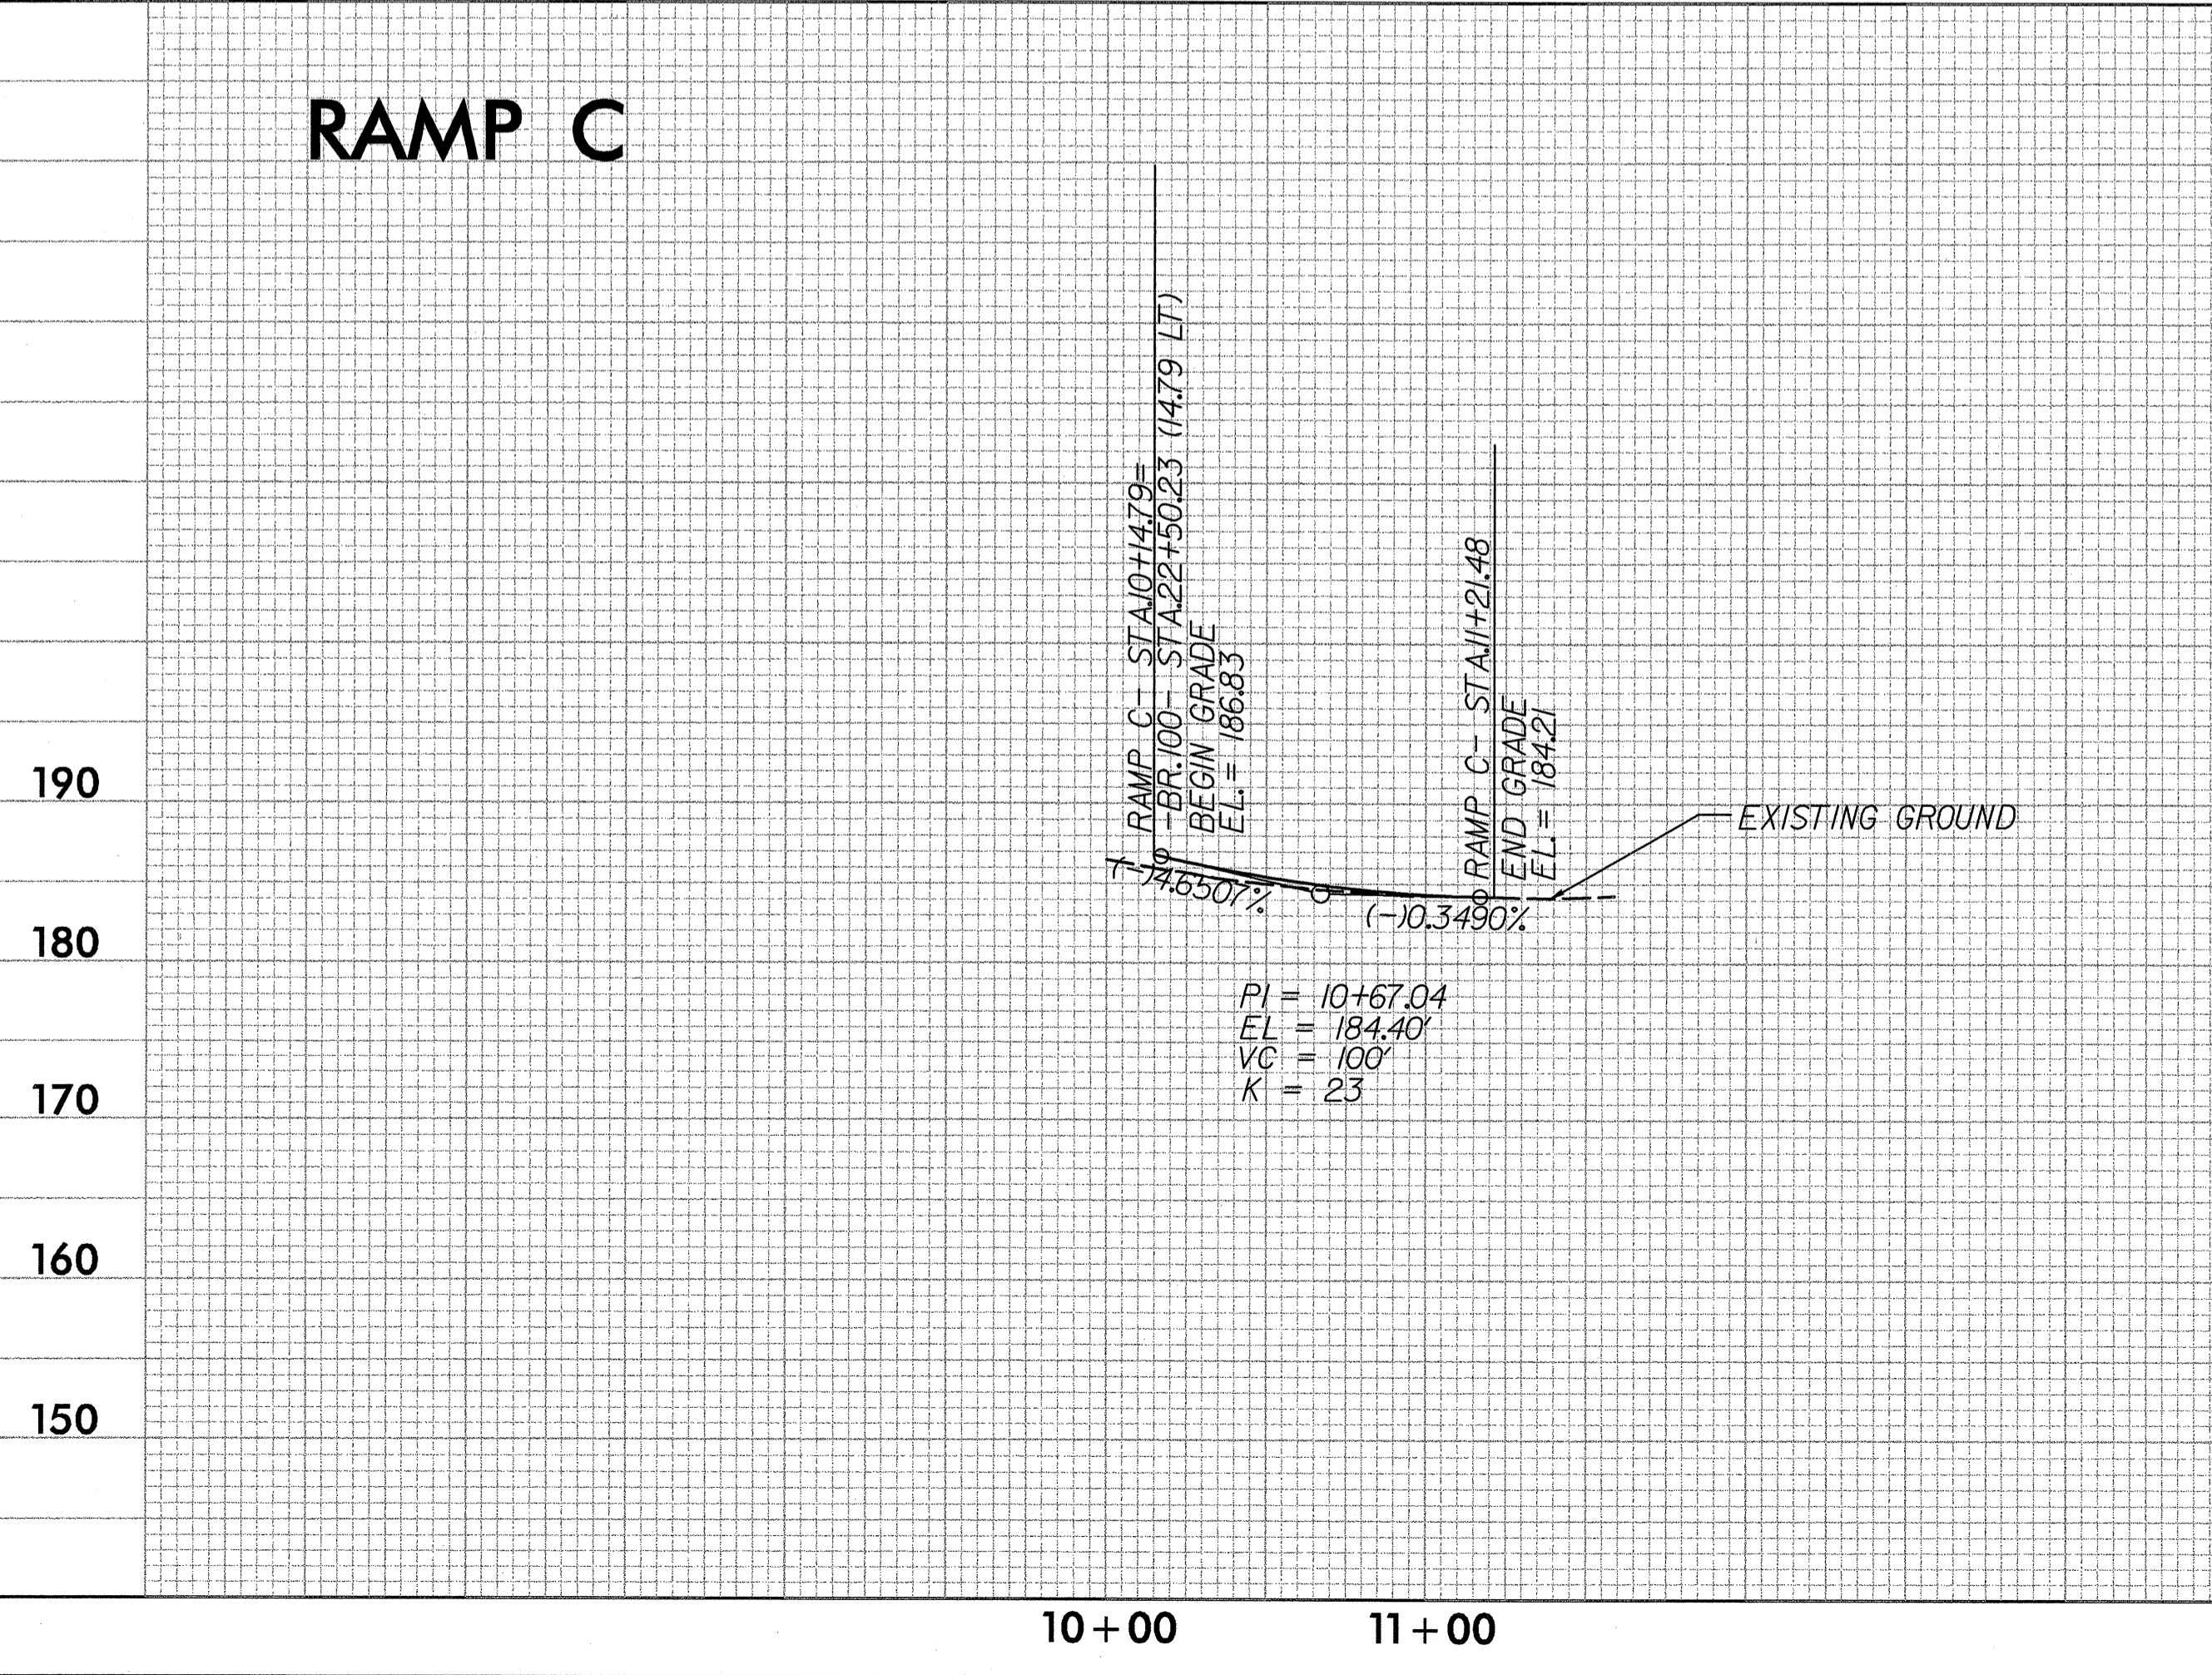 RAMP C
RAMP C- STA.10+14.79=
-BR.100- STA.22+50.23 (14.79 LT)
BEGIN GRADE
EL.= 186.83
RAMP C- STA.11+21.48
END GRADE
EL.= 184.21
EXISTING GROUND
(-)4.6507%
(-)0.3490%
PI = 10+67.04
EL = 184.40'
VC = 100'
K = 23
190
180
170
160
150
10+00
11+00